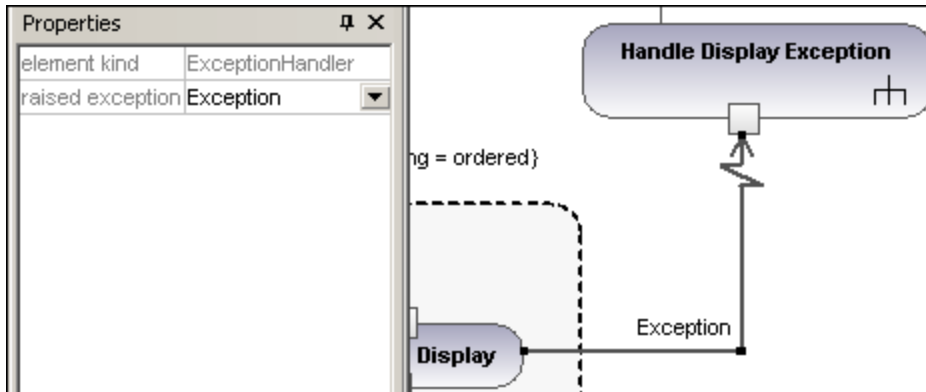 Properties
element kind ExceptionHandler
raised exception Exception
Handle Display Exception
ng = ordered}
Exception
Display